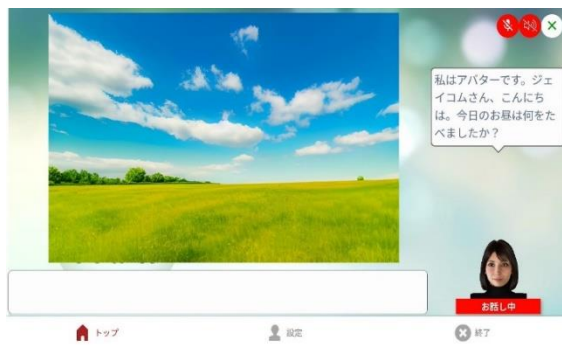 私はアバターです。ジェ
イコムさん、こんにち
は。今日のお昼は何をた
べましたか？
お話し中
トップ
設定
終了